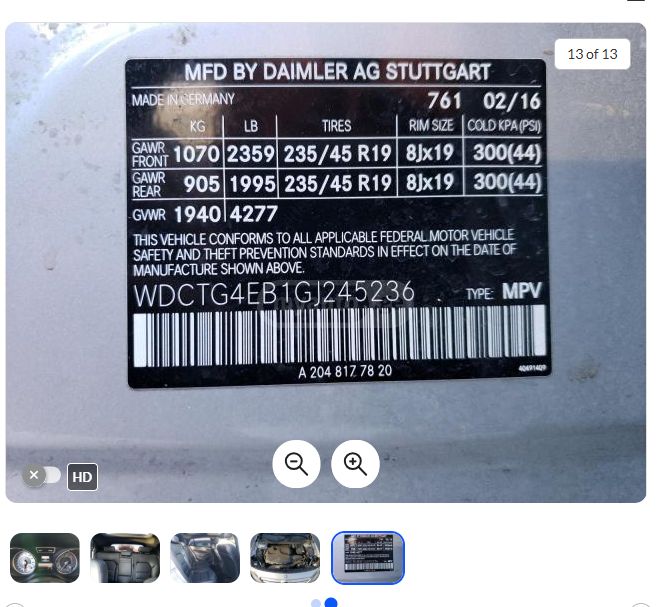 13 of 13
MFD BY DAIMLER AG STUTTGART
MADE IN GERMANY 761 02/16
KG LB TIRES RIM SIZE COLD KPA(PSI)
GAWR FRONT 1070 2359 235/45 R19 8Jx19 300(44)
GAWR REAR 905 1995 235/45 R19 8Jx19 300(44)
GVWR 1940 4277
THIS VEHICLE CONFORMS TO ALL APPLICABLE FEDERAL MOTOR VEHICLE
SAFETY AND THEFT PREVENTION STANDARDS IN EFFECT ON THE DATE OF
MANUFACTURE SHOWN ABOVE.
WDCTG4EB1GJ245236 TYPE: MPV
A 204 817 78 20 40491409
HD